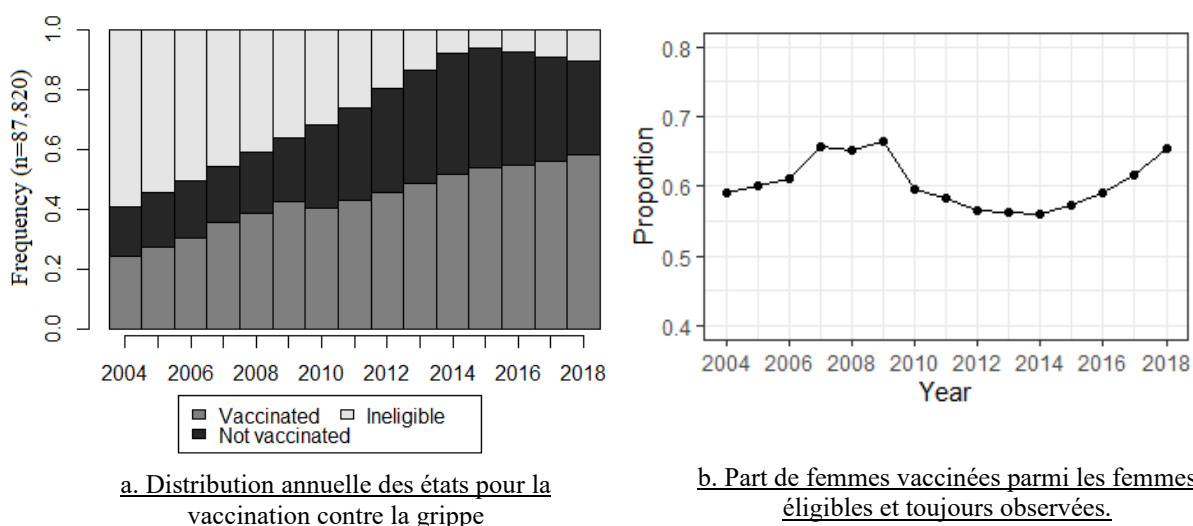 Frequency (n=87,820)
1.0
0.8
0.6
0.4
0.2
0.0
2004 2006 2008 2010 2012 2014 2016 2018
Vaccinated Ineligible
Not vaccinated
a. Distribution annuelle des états pour la
vaccination contre la grippe
Proportion
0.8
0.7
0.6
0.5
0.4
2004 2006 2008 2010 2012 2014 2016 2018
Year
b. Part de femmes vaccinées parmi les femmes
éligibles et toujours observées.